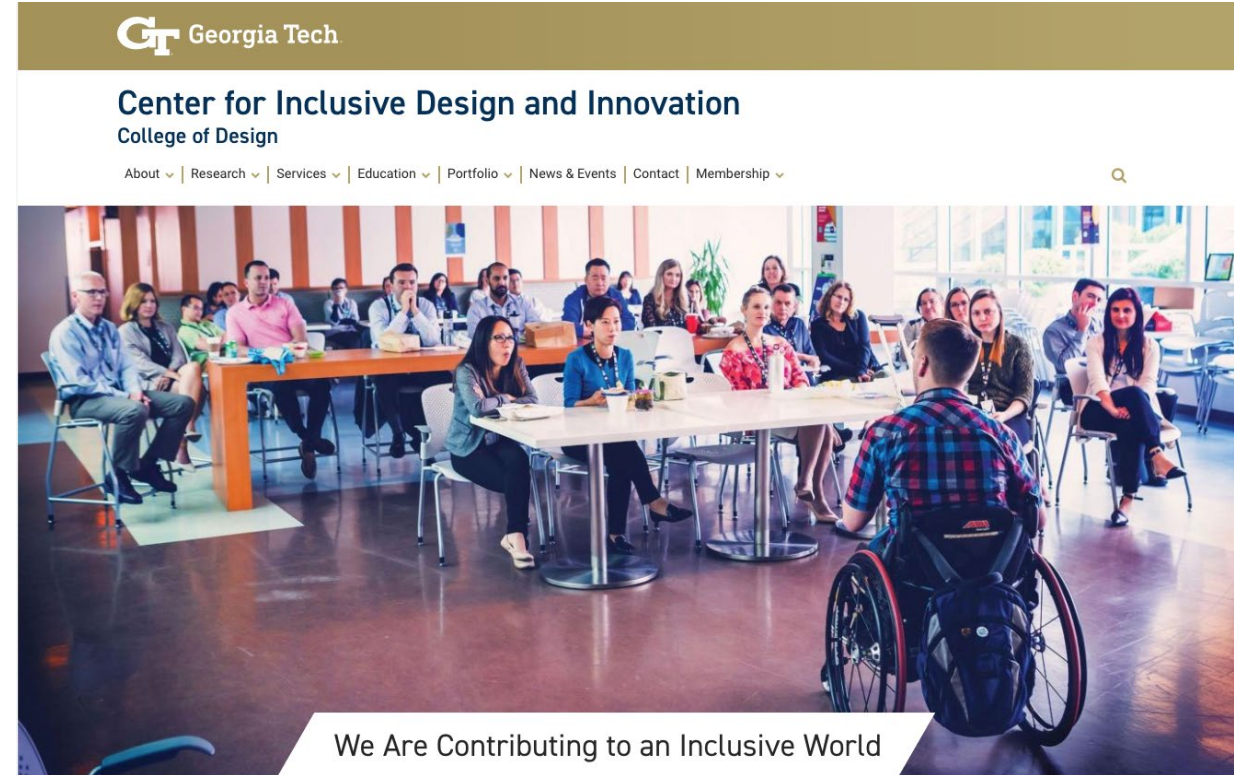 GT Georgia Tech
Center for Inclusive Design and Innovation
College of Design
About | Research | Services | Education | Portfolio | News & Events | Contact | Membership
We Are Contributing to an Inclusive World